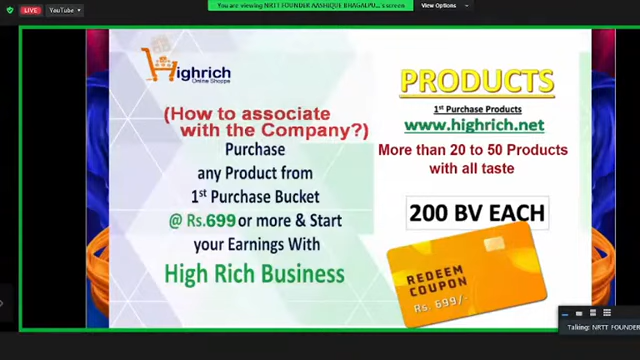 LIVE
YouTube
You are viewing NRTT FOUNDER AASHIQUE BHAGALPU...'s screen
View Options
Highrich
Online Shoppe
(How to associate
with the Company?)
Purchase
any Product from
1st Purchase Bucket
@ Rs.699 or more & Start
your Earnings With
High Rich Business
PRODUCTS
1st Purchase Products
www.highrich.net
More than 20 to 50 Products
with all taste
200 BV EACH
REDEEM
COUPON
Rs. 699/-
Talking: NRTT FOUNDER